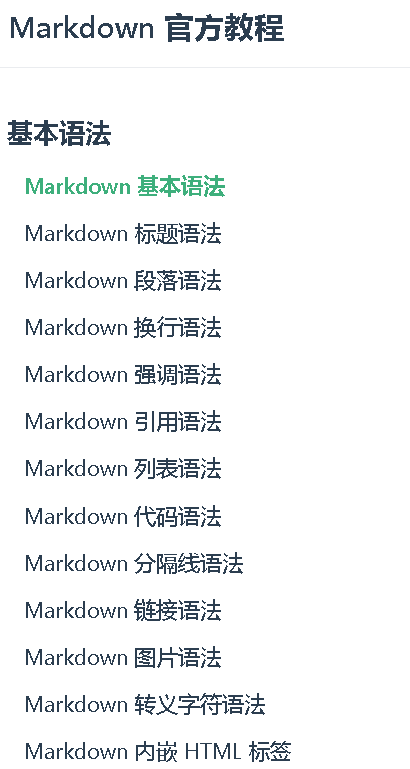 Markdown 官方教程
基本语法
Markdown 基本语法
Markdown 标题语法
Markdown 段落语法
Markdown 换行语法
Markdown 强调语法
Markdown 引用语法
Markdown 列表语法
Markdown 代码语法
Markdown 分隔线语法
Markdown 链接语法
Markdown 图片语法
Markdown 转义字符语法
Markdown 内嵌 HTML 标签